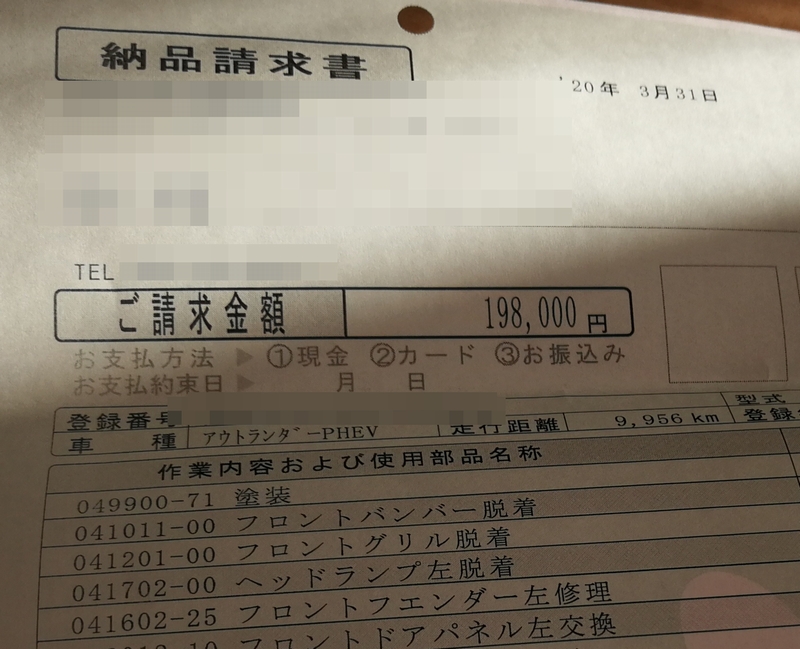 納品請求書
'20年 3月31日
TEL
ご請求金額 198,000円
お支払方法 ▶ ①現金 ②カード ③お振込み
お支払約束日 ▶ 月 日
登録番号 型式
車種 アウトランダーPHEV 走行距離 9,956 km 登録
作業内容および使用部品名称
049900-71 塗装
041011-00 フロントバンパー脱着
041201-00 フロントグリル脱着
041702-00 ヘッドランプ左脱着
041602-25 フロントフエンダー左修理
フロントドアパネル左交換